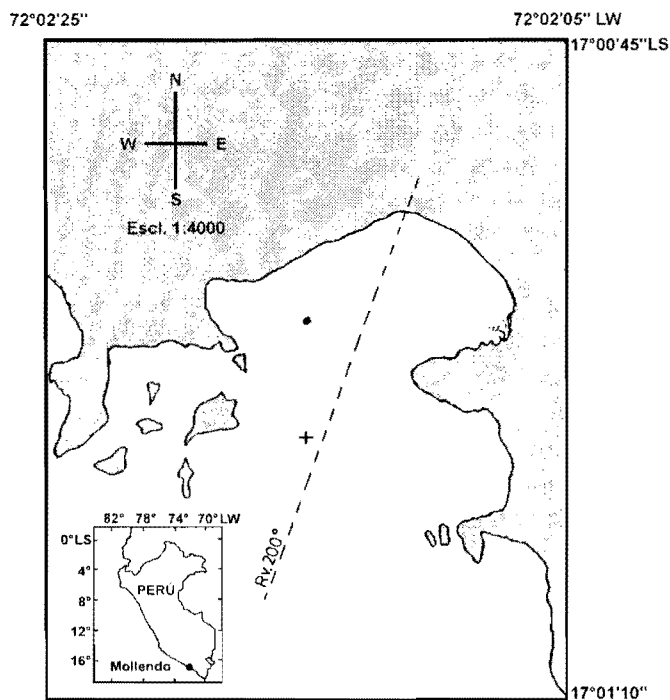 72°02'25" 72°02'05" LW
17°00'45"LS
N
W E
S
Escl. 1:4000
Rv. 200°
82° 78° 74° 70° LW
0°LS
4°
PERÚ
8°
12°
16°
Mollendo
17°01'10"